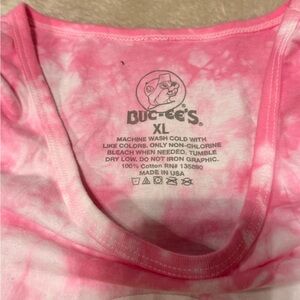 BUC-EE'S®
XL
MACHINE WASH COLD WITH
LIKE COLORS. ONLY NON-CHLORINE
BLEACH WHEN NEEDED. TUMBLE
DRY LOW. DO NOT IRON GRAPHIC.
100% Cotton RN# 135890
MADE IN USA